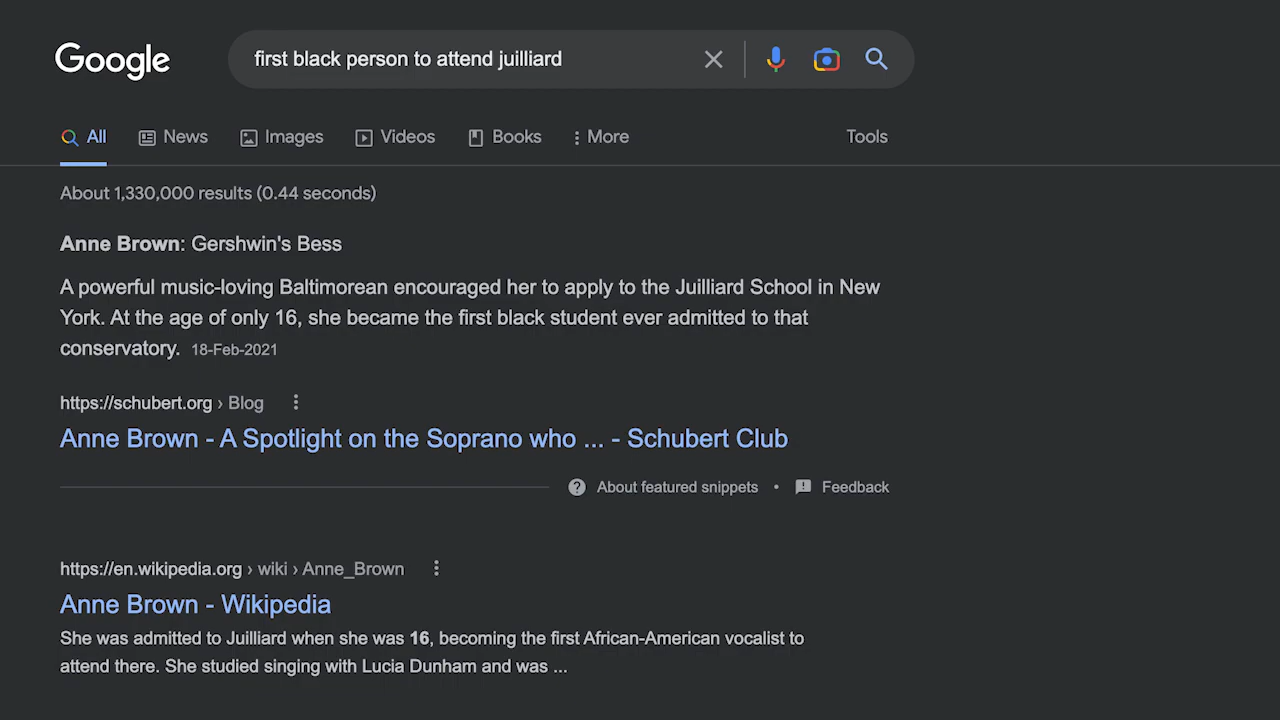 Google
first black person to attend juilliard
All News Images Videos Books More Tools
About 1,330,000 results (0.44 seconds)
Anne Brown: Gershwin's Bess
A powerful music-loving Baltimorean encouraged her to apply to the Juilliard School in New
York. At the age of only 16, she became the first black student ever admitted to that
conservatory. 18-Feb-2021
https://schubert.org › Blog
Anne Brown - A Spotlight on the Soprano who ... - Schubert Club
About featured snippets • Feedback
https://en.wikipedia.org › wiki › Anne_Brown
Anne Brown - Wikipedia
She was admitted to Juilliard when she was 16, becoming the first African-American vocalist to
attend there. She studied singing with Lucia Dunham and was ...